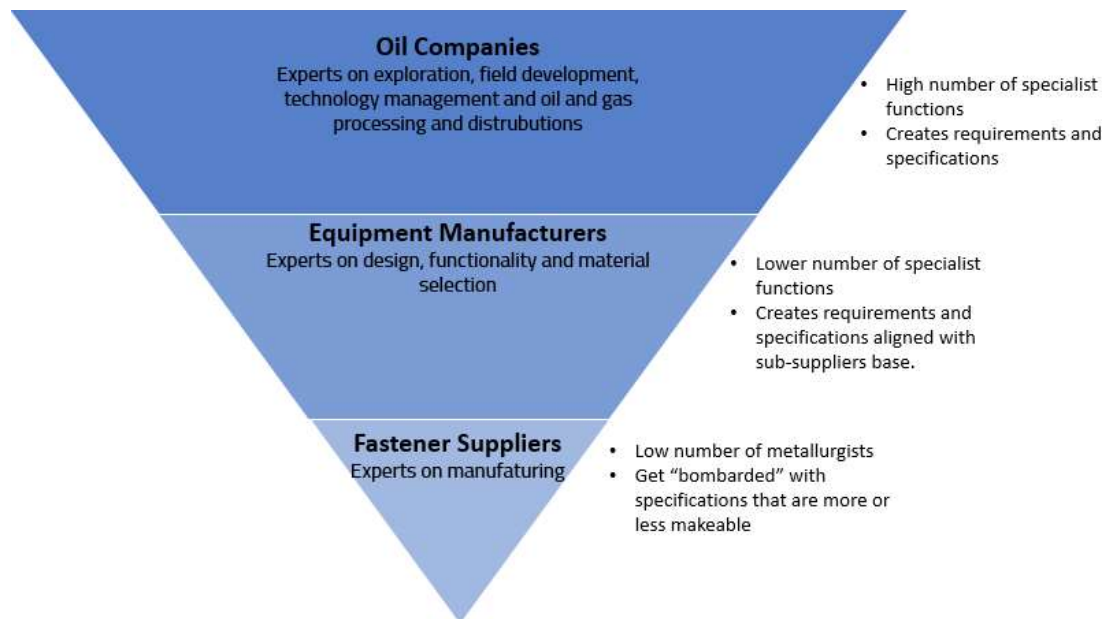 Oil Companies
Experts on exploration, field development,
technology management and oil and gas
processing and distrubutions
• High number of specialist
functions
• Creates requirements and
specifications
Equipment Manufacturers
Experts on design, functionality and material
selection
• Lower number of specialist
functions
• Creates requirements and
specifications aligned with
sub-suppliers base.
Fastener Suppliers
Experts on manufaturing
• Low number of metallurgists
• Get “bombarded” with
specifications that are more or
less makeable